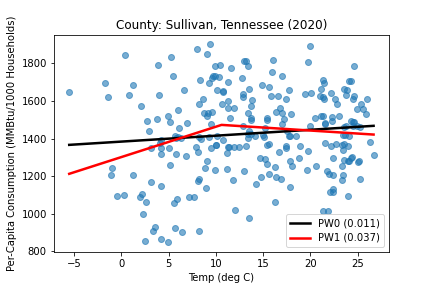 County: Sullivan, Tennessee (2020)
Per-Capita Consumption (MMBtu/1000 Households)
1800
1600
1400
1200
1000
800
PW0 (0.011)
PW1 (0.037)
−5 0 5 10 15 20 25
Temp (deg C)